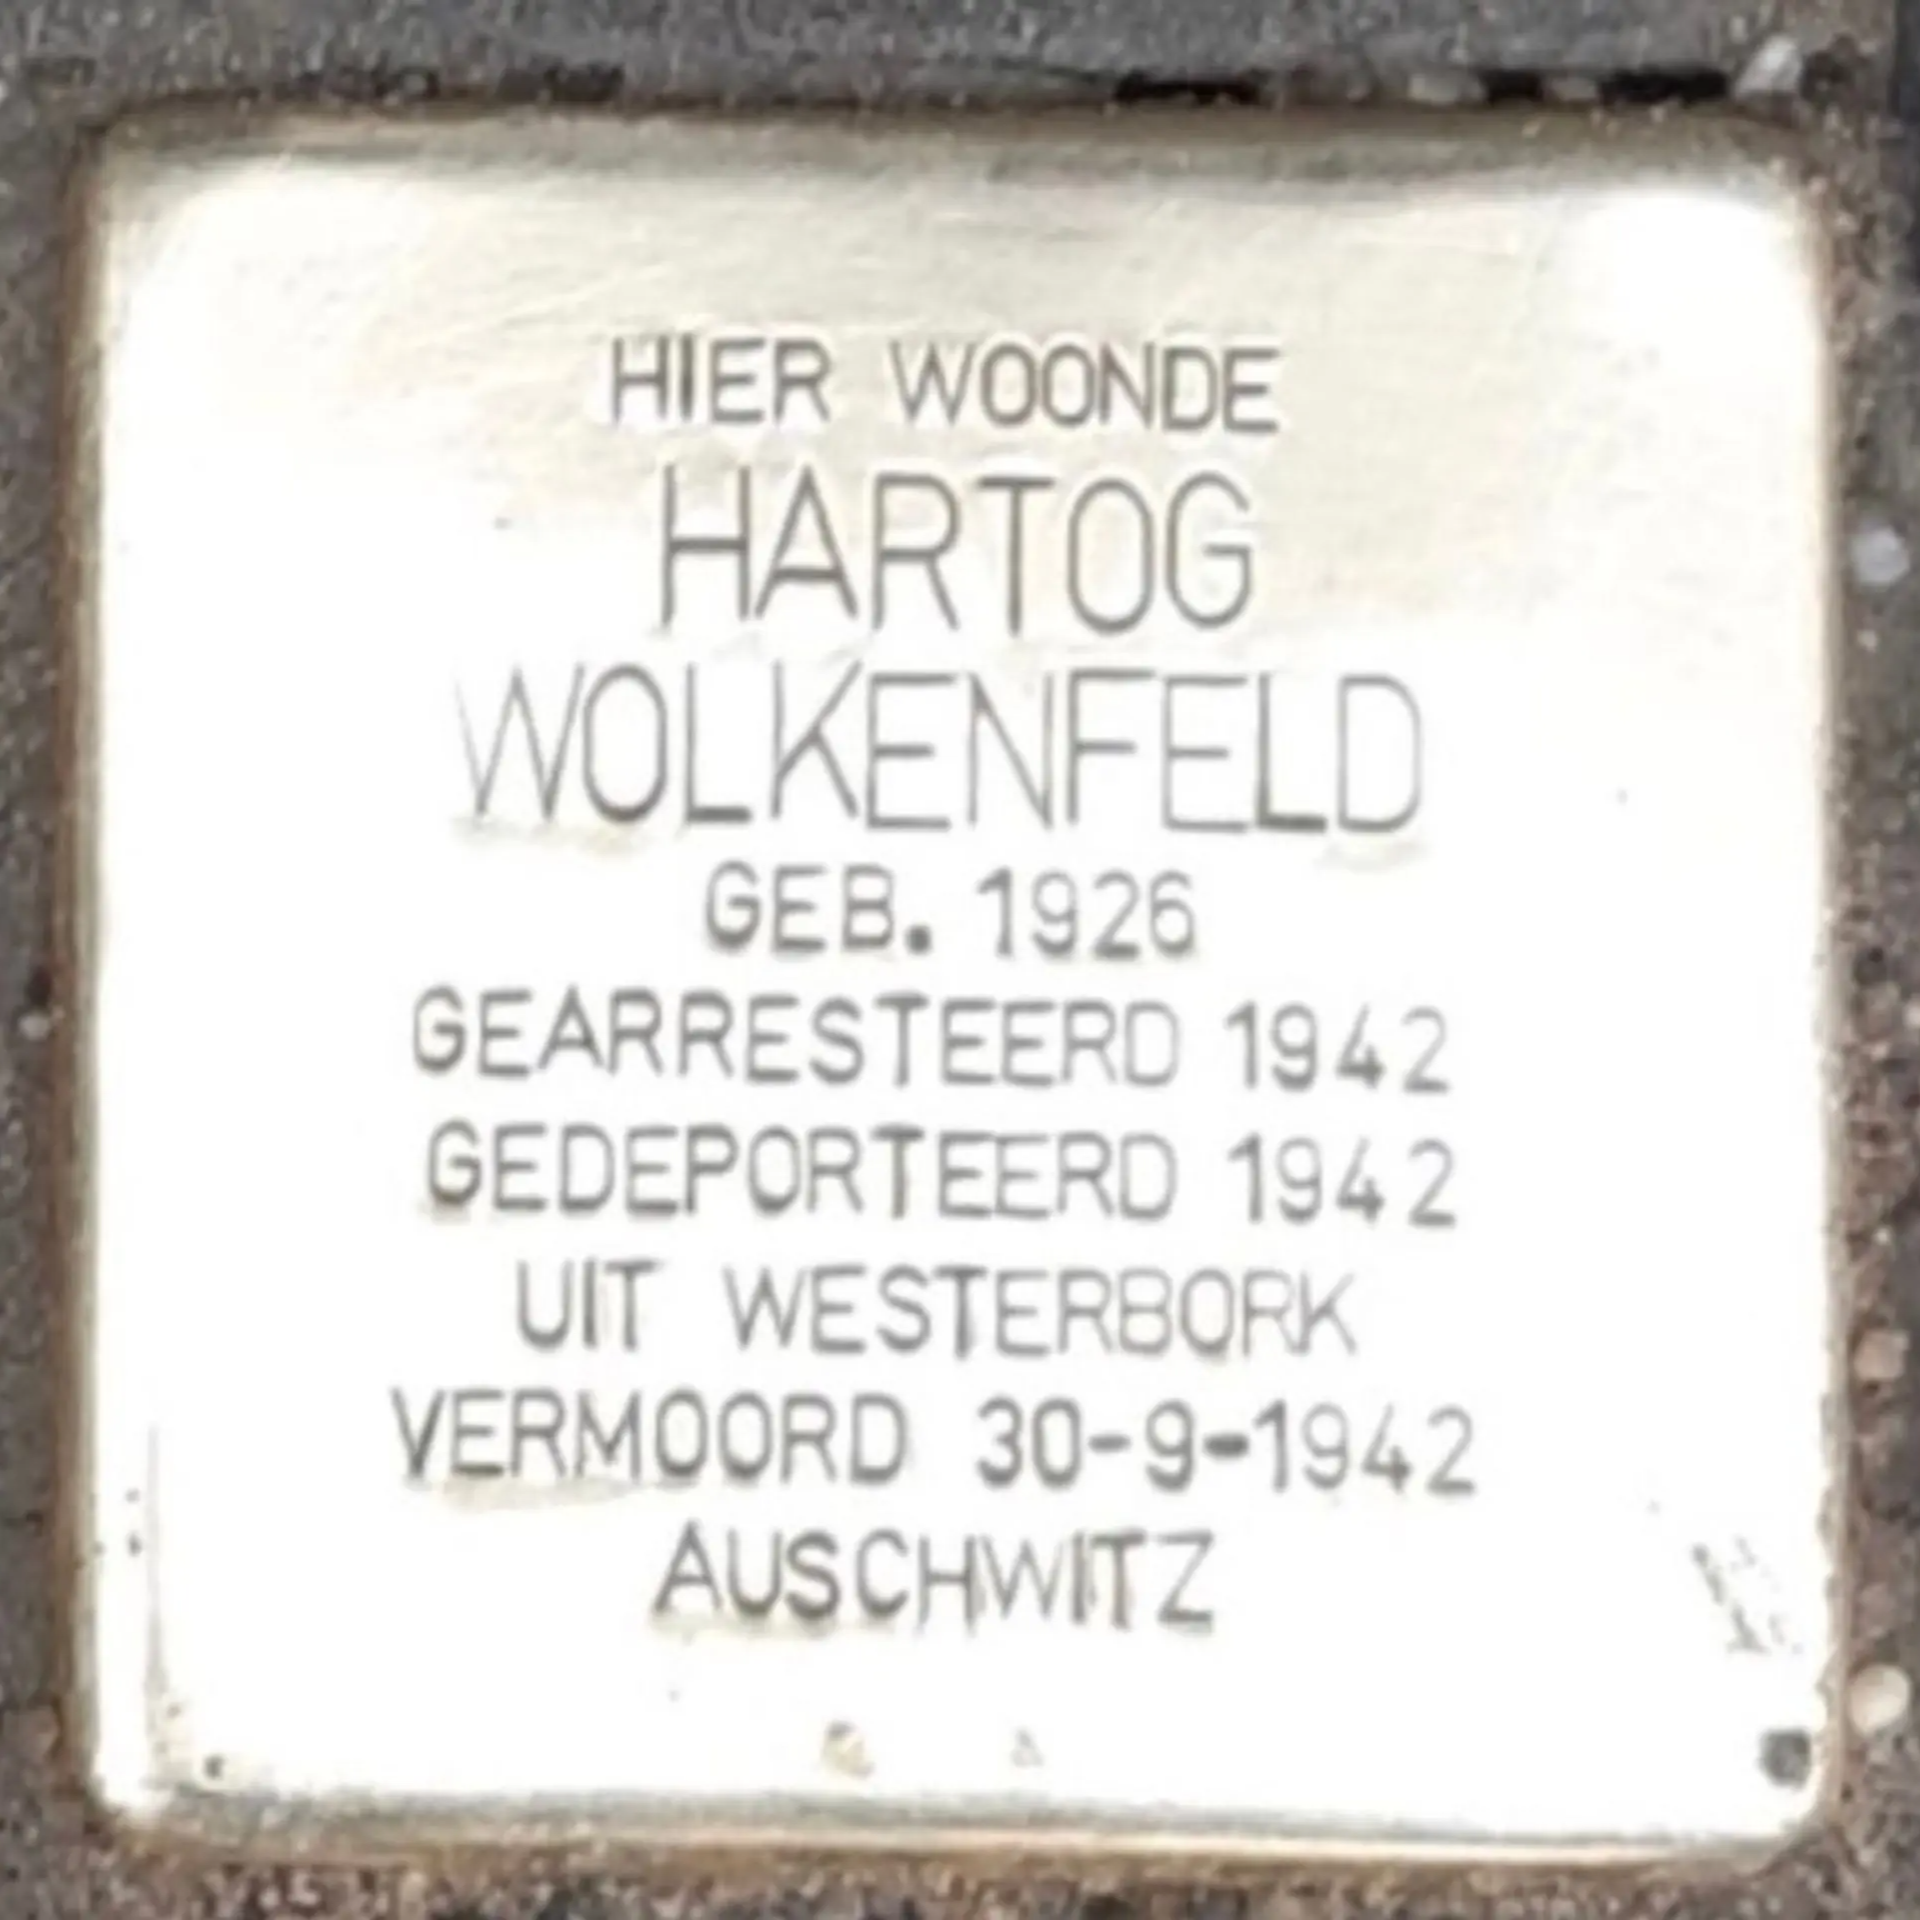 HIER WOONDE
HARTOG
WOLKENFELD
GEB. 1926
GEARRESTEERD 1942
GEDEPORTEERD 1942
UIT WESTERBORK
VERMOORD 30-9-1942
AUSCHWITZ